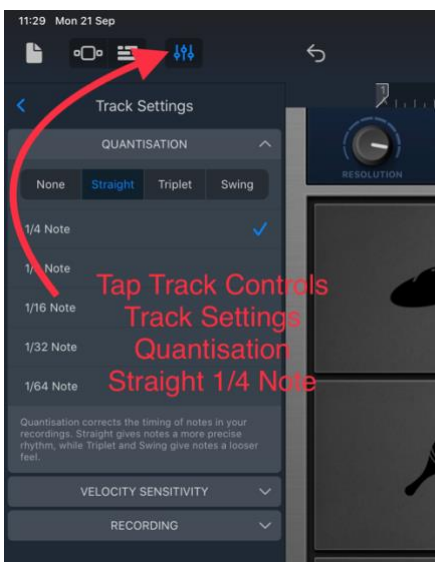 11:29 Mon 21 Sep
Track Settings
1
QUANTISATION
RESOLUTION
None Straight Triplet Swing
1/4 Note
Tap Track Controls
1/16 Note
Track Settings
1/32 Note
Quantisation
1/64 Note
Straight 1/4 Note
Quantisation corrects the timing of notes in your
recordings. Straight gives notes a more precise
rhythm, while Triplet and Swing give notes a looser
feel.
VELOCITY SENSITIVITY
RECORDING